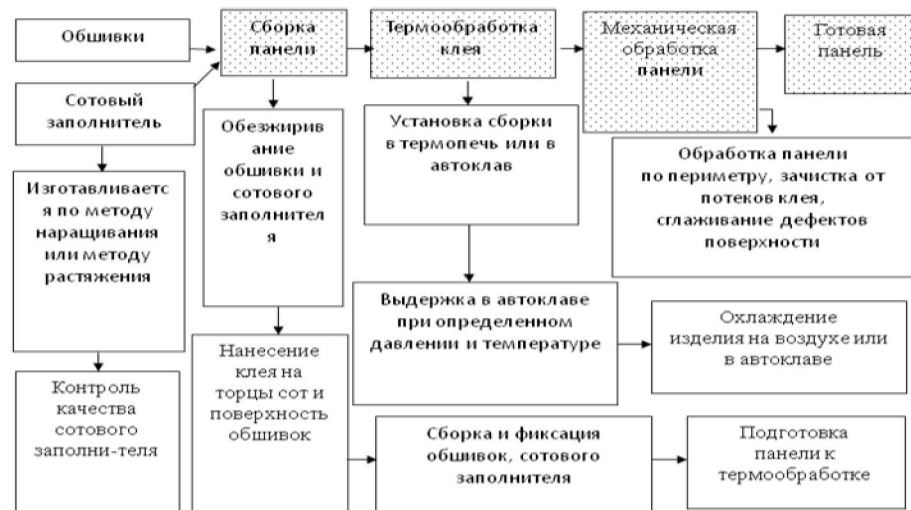 Обшивки
Сборка
панели
Термообработка
клея
Механическая
обработка
панели
Готовая
панель
Сотовый
заполнитель
Обезжирив
ание
обшивки и
сотового
заполнител
я
Установка сборки
в термопечь или в
автоклав
Обработка панели
по периметру, зачистка от
потеков клея,
сглаживание дефектов
поверхности
Изготавливаетс
я по методу
наращивания
или методу
растяжения
Выдержка в автоклаве
при определенном
давлении и температуре
Охлаждение
изделия на воздухе или
в автоклаве
Контроль
качества
сотового
заполни-теля
Нанесение
клея на
торцы сот и
поверхность
обшивок
Сборка и фиксация
обшивок, сотового
заполнителя
Подготовка
панели к
термообработке